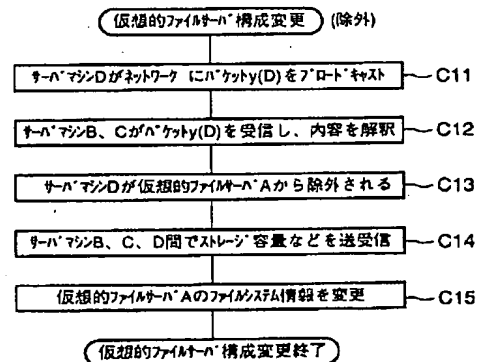 仮想的ファイルサーバ構成変更 (除外)
サーバマシンDがネットワークにパケットy(D)をブロードキャスト C11
サーバマシンB、Cがパケットy(D)を受信し、内容を解釈 C12
サーバマシンDが仮想的ファイルサーバAから除外される C13
サーバマシンB、C、D間でストレージ容量などを送受信 C14
仮想的ファイルサーバAのファイルシステム情報を変更 C15
仮想的ファイルサーバ構成変更終了